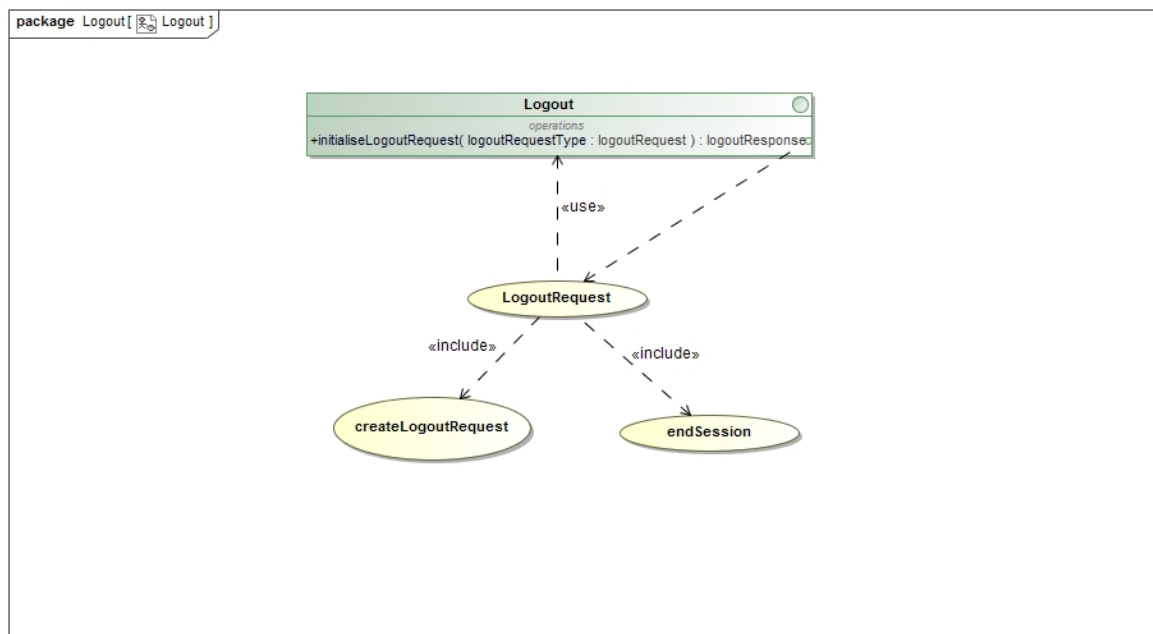 package Logout [ Logout ]
Logout
operations
+initialiseLogoutRequest( logoutRequestType : logoutRequest ) : logoutResponse
«use»
LogoutRequest
«include»
«include»
createLogoutRequest
endSession